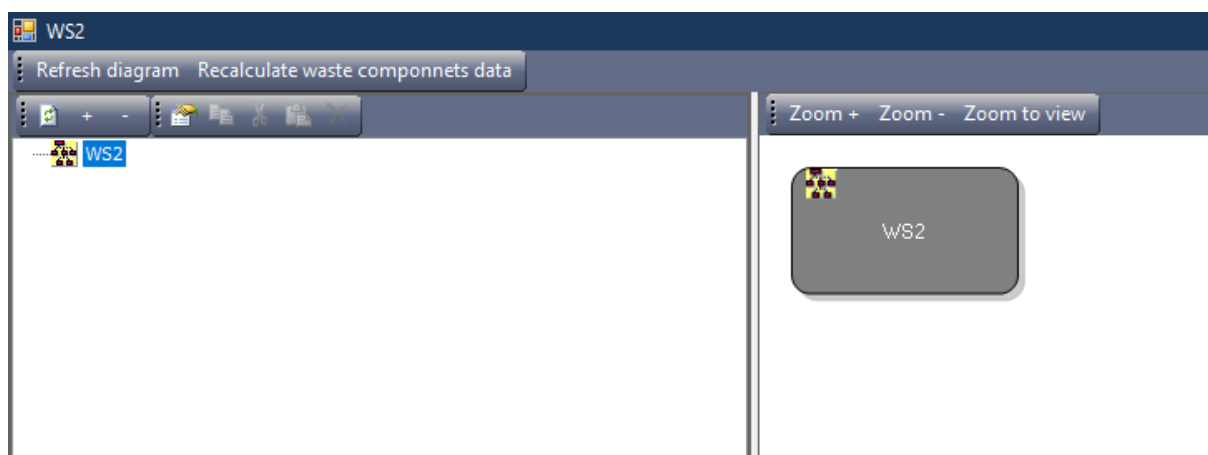 WS2
Refresh diagram Recalculate waste componnets data
+ -
Zoom + Zoom - Zoom to view
WS2
WS2